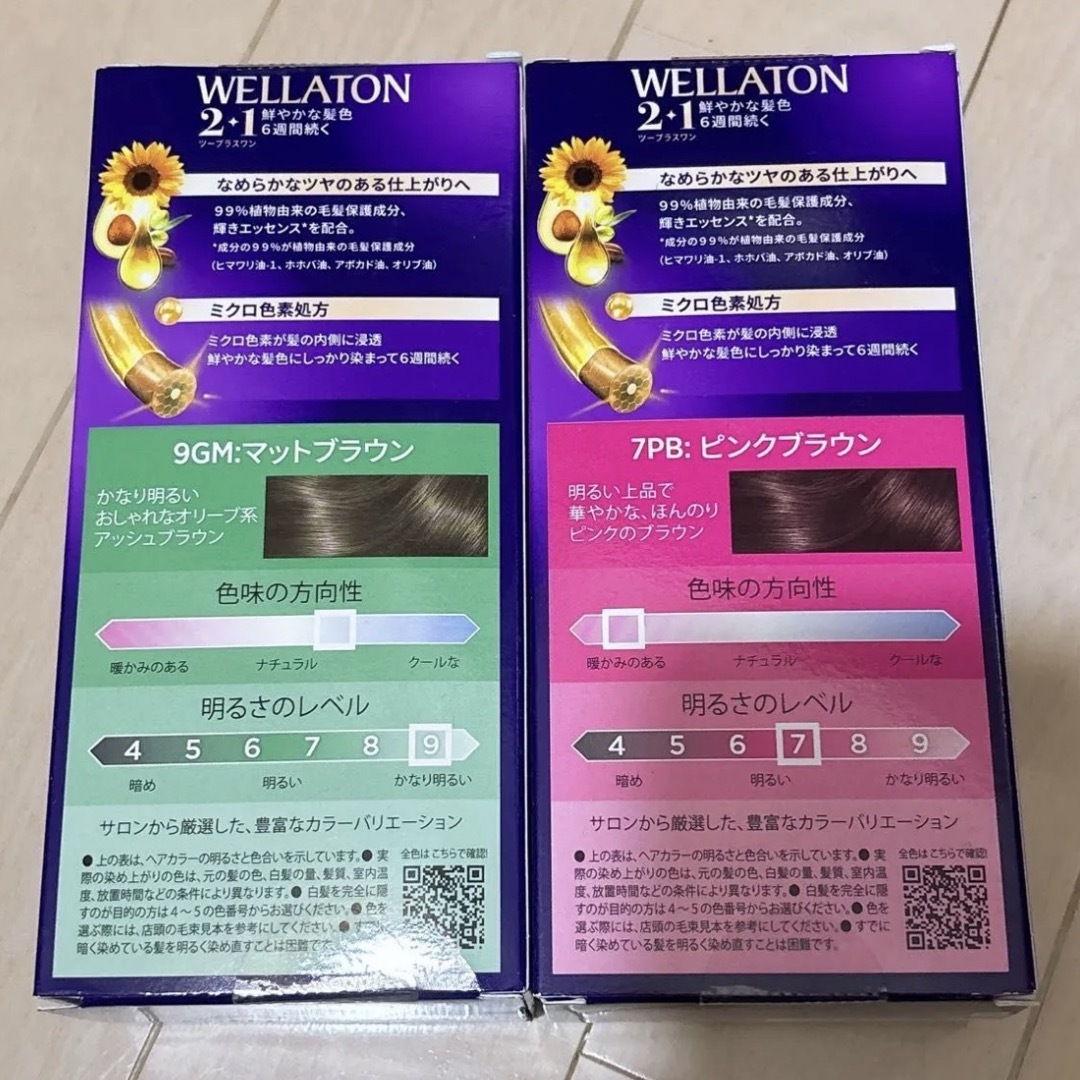 WELLATON
2+1
ツープラスワン
鮮やかな髪色
6週間続く
なめらかなツヤのある仕上がりへ
99%植物由来の毛髪保護成分、
輝きエッセンス*を配合。
*成分の99%が植物由来の毛髪保護成分
(ヒマワリ油-1、ホホバ油、アボカド油、オリブ油)
ミクロ色素処方
ミクロ色素が髪の内側に浸透
鮮やかな髪色にしっかり染まって6週間続く
9GM:マットブラウン
かなり明るい
おしゃれなオリーブ系
アッシュブラウン
色味の方向性
暖かみのある ナチュラル クールな
明るさのレベル
4 5 6 7 8 9
暗め 明るい かなり明るい
サロンから厳選した、豊富なカラーバリエーション
●上の表は、ヘアカラーの明るさと色合いを示しています。●実
際の染め上がりの色は、元の髪の色、白髪の量、髪質、室内温
度、放置時間などの条件により異なります。●白髪を完全に隠
すのが目的の方は4〜5の色番号からお選びください。●色を
選ぶ際には、店頭の毛束見本を参考にしてください。●すでに
暗く染めている髪を明るく染め直すことは困難です.
全色はこちらで確認!
WELLATON
2+1
ツープラスワン
鮮やかな髪色
6週間続く
なめらかなツヤのある仕上がりへ
99%植物由来の毛髪保護成分、
輝きエッセンス*を配合。
*成分の99%が植物由来の毛髪保護成分
(ヒマワリ油-1、ホホバ油、アボカド油、オリブ油)
ミクロ色素処方
ミクロ色素が髪の内側に浸透
鮮やかな髪色にしっかり染まって6週間続く
7PB: ピンクブラウン
明るい上品で
華やかな、ほんのり
ピンクのブラウン
色味の方向性
暖かみのある ナチュラル クールな
明るさのレベル
4 5 6 7 8 9
暗め 明るい かなり明るい
サロンから厳選した、豊富なカラーバリエーション
●上の表は、ヘアカラーの明るさと色合いを示しています。●実
際の染め上がりの色は、元の髪の色、白髪の量、髪質、室内温
度、放置時間などの条件により異なります。●白髪を完全に隠
すのが目的の方は4〜5の色番号からお選びください。●色を
選ぶ際には、店頭の毛束見本を参考にしてください。●すでに
暗く染めている髪を明るく染め直すことは困難です。
全色はこちらで確認!